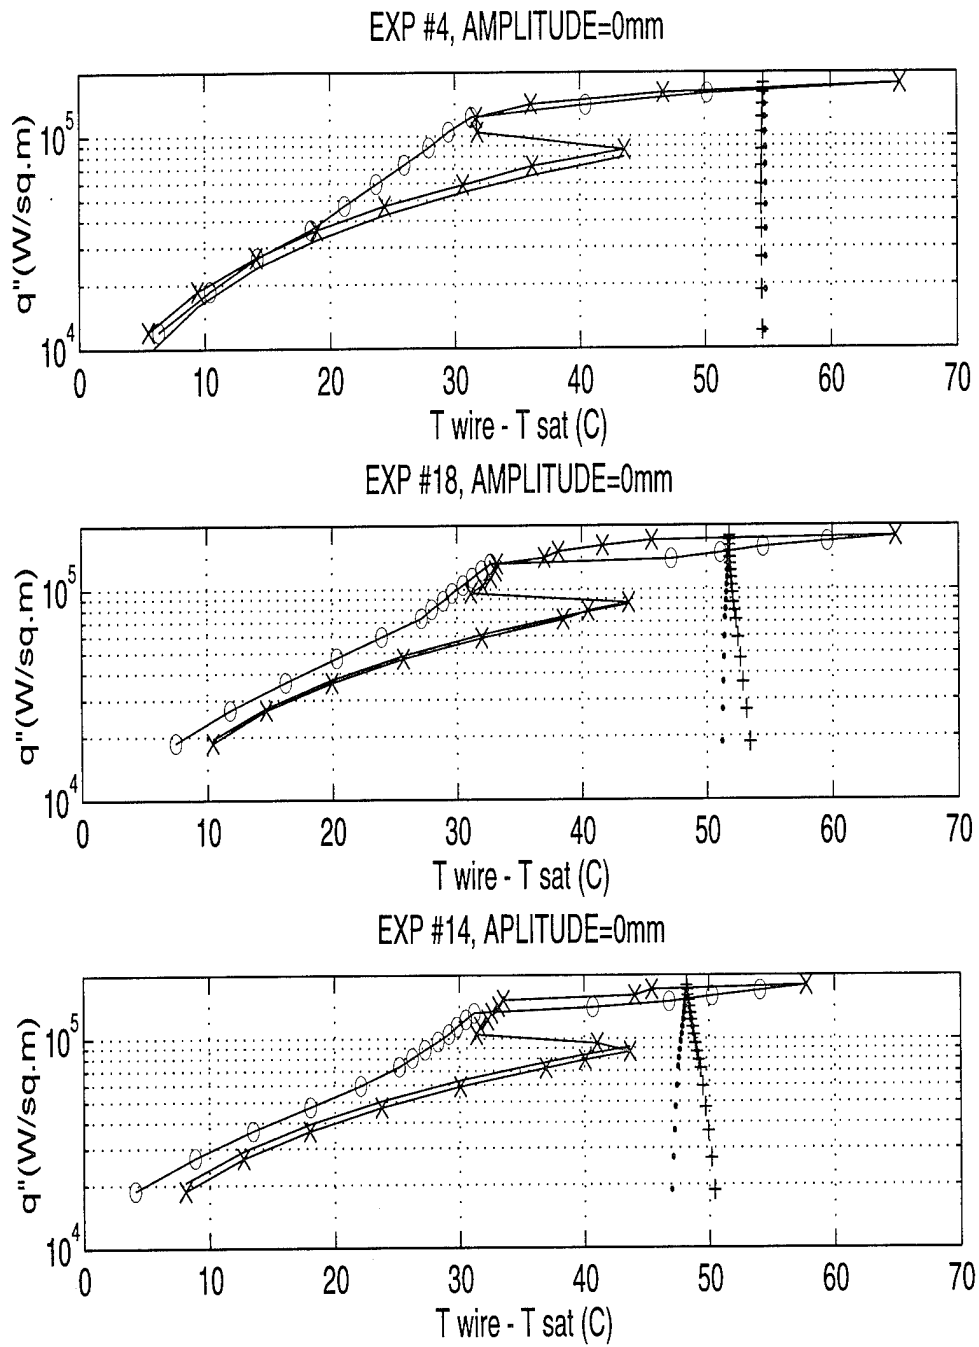 EXP #4, AMPLITUDE=0mm
q"(W/sq.m)
10^5
10^4
0 10 20 30 40 50 60 70
T wire - T sat (C)
EXP #18, AMPLITUDE=0mm
q"(W/sq.m)
10^5
10^4
0 10 20 30 40 50 60 70
T wire - T sat (C)
EXP #14, APLITUDE=0mm
q"(W/sq.m)
10^5
10^4
0 10 20 30 40 50 60 70
T wire - T sat (C)